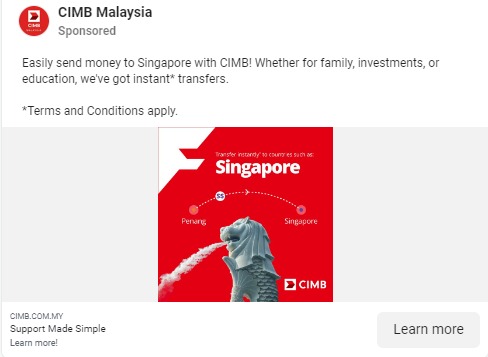 CIMB Malaysia
Sponsored
Easily send money to Singapore with CIMB! Whether for family, investments, or
education, we've got instant* transfers.
*Terms and Conditions apply.
Transfer instantly* to countries such as:
Singapore
S$
Penang
Singapore
CIMB
CIMB.COM.MY
Support Made Simple
Learn more!
Learn more